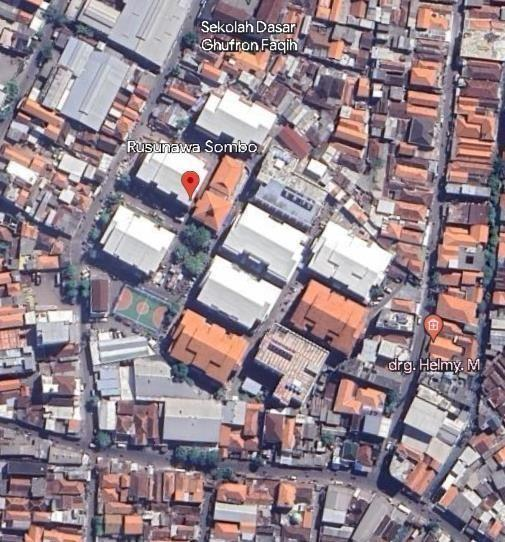 Sekolah Dasar
Ghufron Faqih
Rusunawa Sombo
drg. Helmy. M